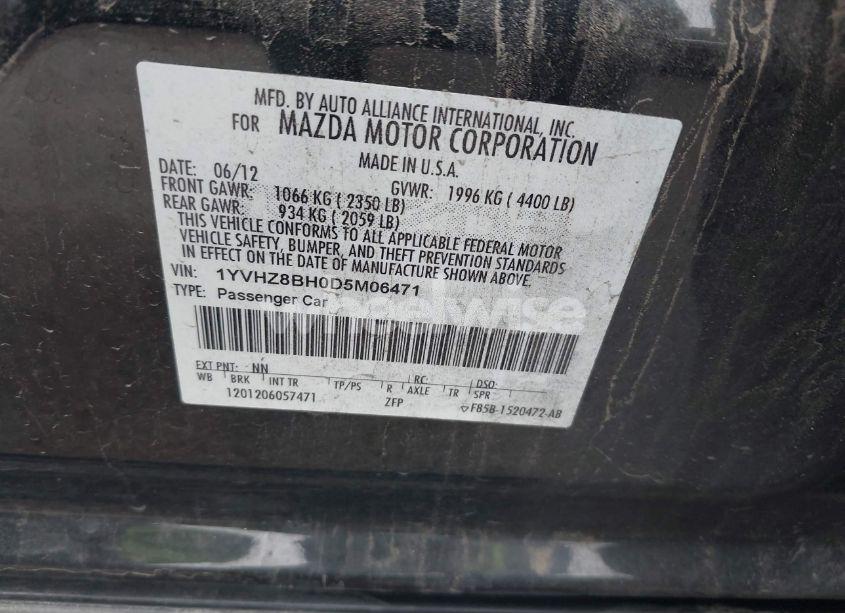 MFD. BY AUTO ALLIANCE INTERNATIONAL, INC.
FOR MAZDA MOTOR CORPORATION
MADE IN U.S.A.
DATE: 06/12 GVWR: 1996 KG ( 4400 LB)
FRONT GAWR: 1066 KG ( 2350 LB)
REAR GAWR: 934 KG ( 2059 LB)
THIS VEHICLE CONFORMS TO ALL APPLICABLE FEDERAL MOTOR
VEHICLE SAFETY, BUMPER, AND THEFT PREVENTION STANDARDS
IN EFFECT ON THE DATE OF MANUFACTURE SHOWN ABOVE.
VIN: 1YVHZ8BH0D5M06471
TYPE: Passenger Car
wheelwise
EXT PNT: NN RC: DSO:
WB BRK INT TR TP/PS R AXLE TR SPR
1201206057471 ZFP F85B-1520472-AB